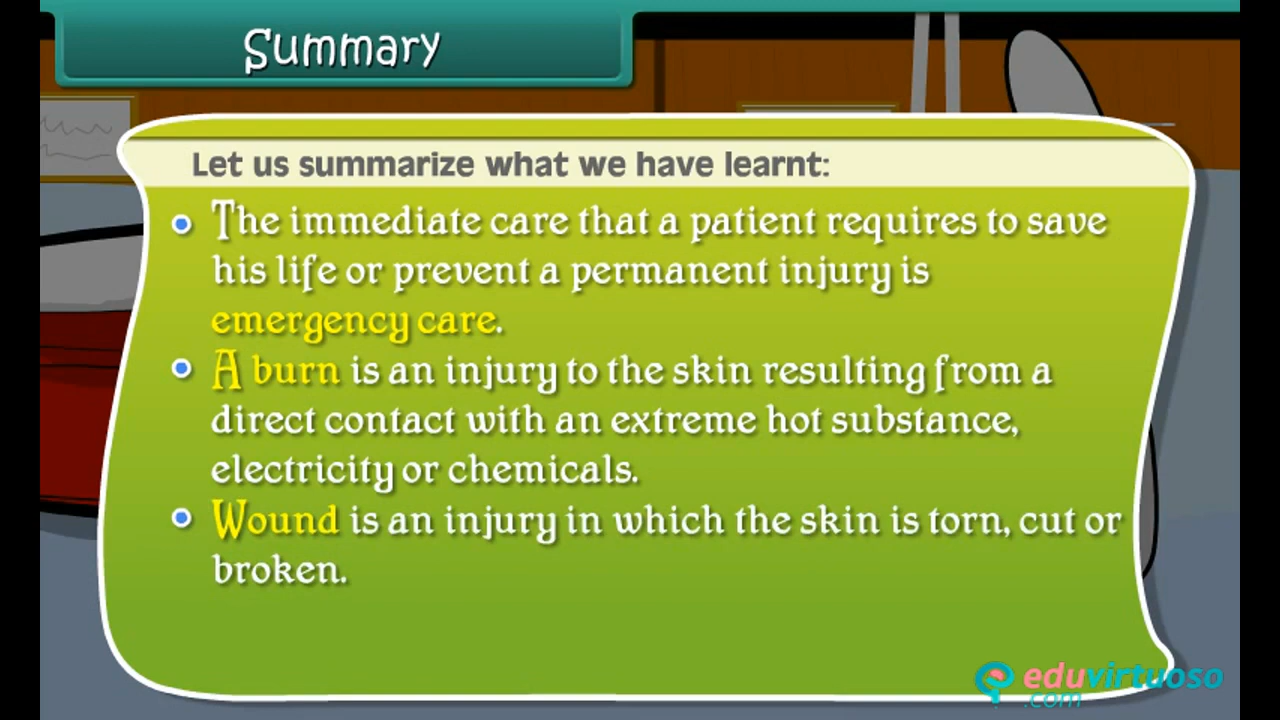 Summary
Let us summarize what we have learnt:
The immediate care that a patient requires to save
his life or prevent a permanent injury is
emergency care.
A burn is an injury to the skin resulting from a
direct contact with an extreme hot substance,
electricity or chemicals.
Wound is an injury in which the skin is torn, cut or
broken.
eduvirtuoso
.com